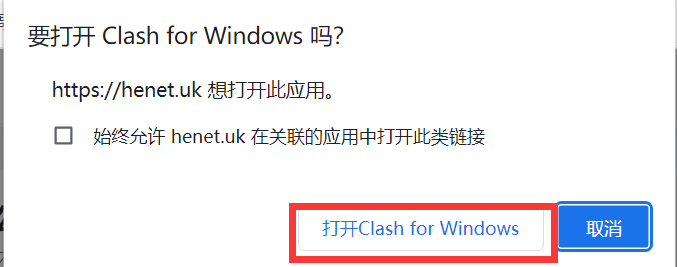 要打开 Clash for Windows 吗?
https://henet.uk 想打开此应用。
始终允许 henet.uk 在关联的应用中打开此类链接
打开Clash for Windows
取消